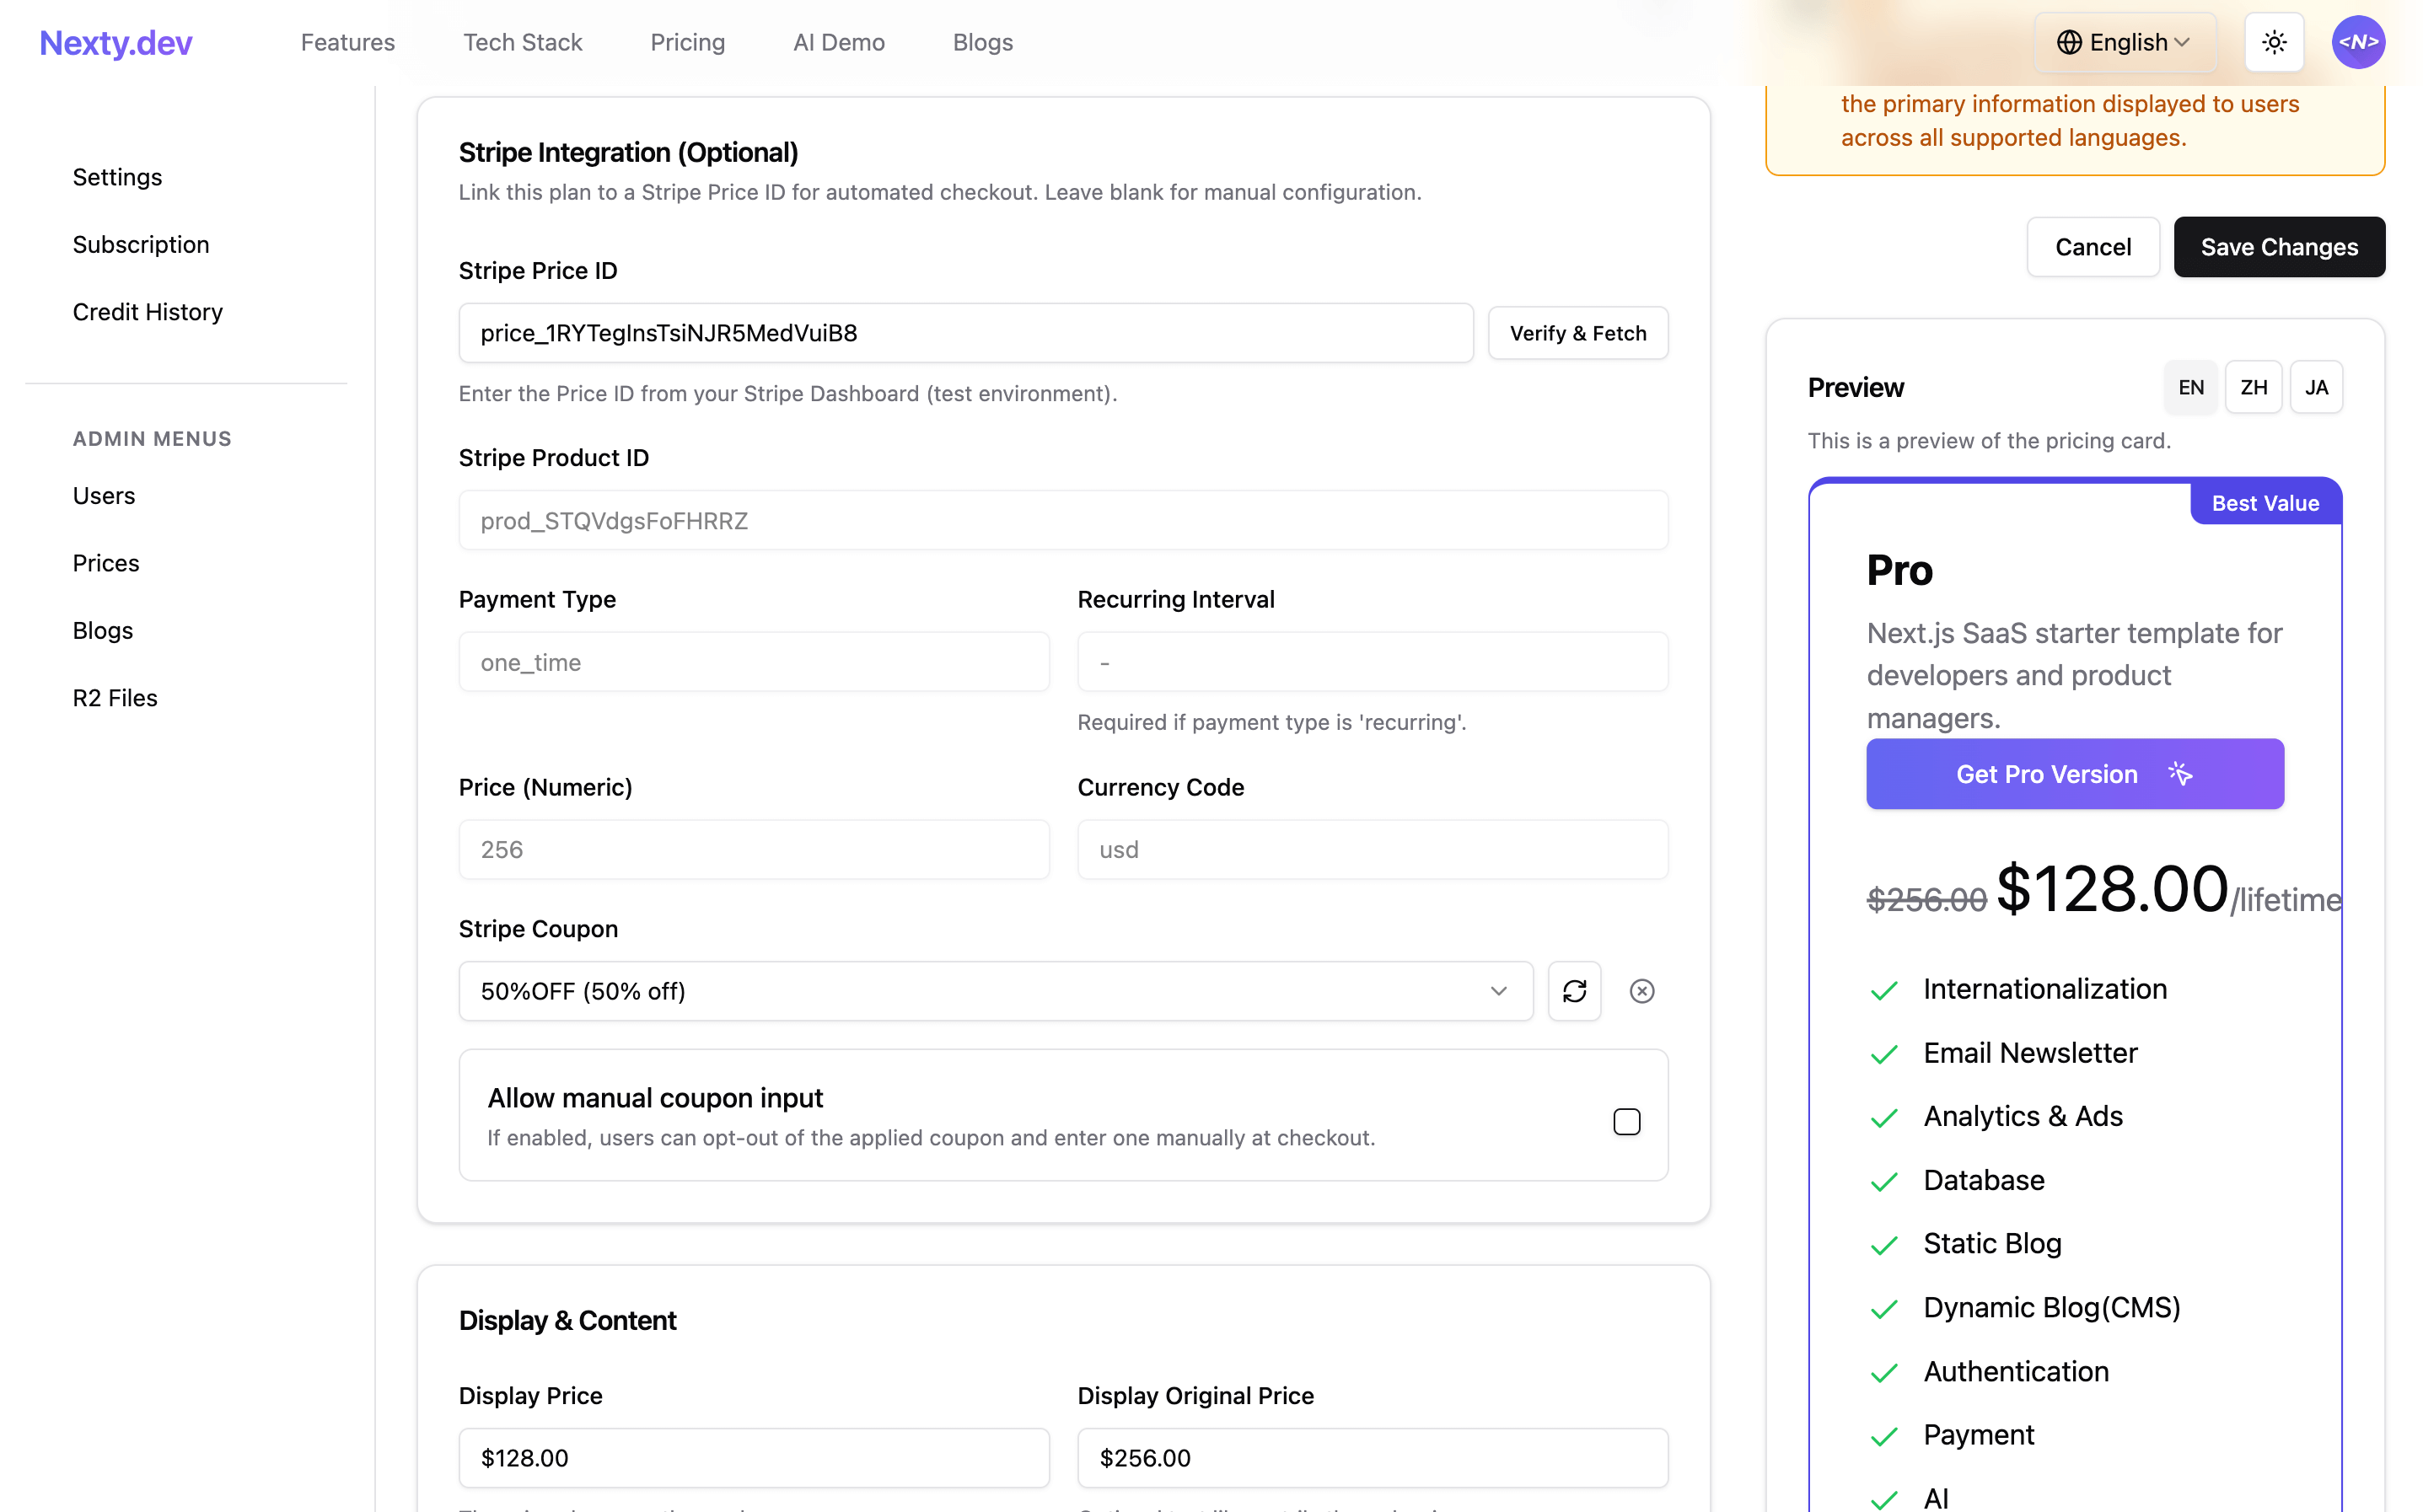 Nexty.dev
Features
Tech Stack
Pricing
AI Demo
Blogs
English
<N>
Settings
Subscription
Credit History
ADMIN MENUS
Users
Prices
Blogs
R2 Files
Stripe Integration (Optional)
Link this plan to a Stripe Price ID for automated checkout. Leave blank for manual configuration.
Stripe Price ID
price_1RYTegInsTsiNJR5MedVuiB8
Verify & Fetch
Enter the Price ID from your Stripe Dashboard (test environment).
Stripe Product ID
prod_STQVdgsFoFHRRZ
Payment Type
Recurring Interval
one_time
-
Required if payment type is 'recurring'.
Price (Numeric)
Currency Code
256
usd
Stripe Coupon
50%OFF (50% off)
Allow manual coupon input
If enabled, users can opt-out of the applied coupon and enter one manually at checkout.
Display & Content
Display Price
Display Original Price
$128.00
$256.00
the primary information displayed to users
across all supported languages.
Cancel
Save Changes
Preview
EN
ZH
JA
This is a preview of the pricing card.
Best Value
Pro
Next.js SaaS starter template for
developers and product
managers.
Get Pro Version
$256.00 $128.00/lifetime
Internationalization
Email Newsletter
Analytics & Ads
Database
Static Blog
Dynamic Blog(CMS)
Authentication
Payment
AI